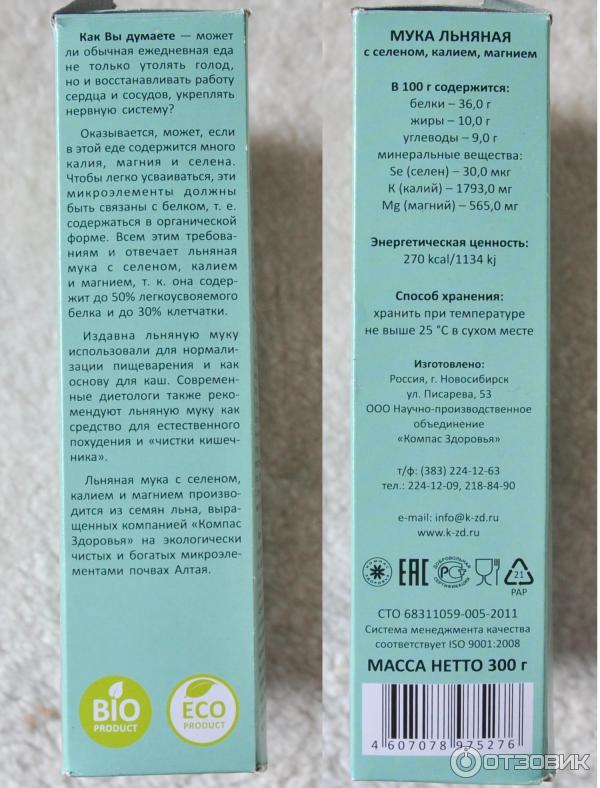 Как Вы думаете — может
ли обычная ежедневная еда
не только утолять голод,
но и восстанавливать работу
сердца и сосудов, укреплять
нервную систему?
Оказывается, может, если
в этой еде содержится много
калия, магния и селена.
Чтобы легко усваиваться, эти
микроэлементы должны
быть связаны с белком, т. е.
содержаться в органической
форме. Всем этим требова-
ниям и отвечает льняная
мука с селеном, калием
и магнием, т. к. она содер-
жит до 50% легкоусвояемого
белка и до 30% клетчатки.
Издавна льняную муку
использовали для нормали-
зации пищеварения и как
основу для каш. Современ-
ные диетологи также реко-
мендуют льняную муку как
средство для естественного
похудения и «чистки кишеч-
ника».
Льняная мука с селеном,
калием и магнием произво-
дится из семян льна, выра-
щенных компанией «Компас
Здоровья» на экологически
чистых и богатых микроэле-
ментами почвах Алтая.
BIO
PRODUCT
ECO
PRODUCT
МУКА ЛЬНЯНАЯ
с селеном, калием, магнием
В 100 г содержится:
белки – 36,0 г
жиры – 10,0 г
углеводы – 9,0 г
минеральные вещества:
Se (селен) – 30,0 мкг
К (калий) – 1793,0 мг
Mg (магний) – 565,0 мг
Энергетическая ценность:
270 kcal/1134 kj
Способ хранения:
хранить при температуре
не выше 25 °С в сухом месте
Изготовлено:
Россия, г. Новосибирск
ул. Писарева, 53
ООО Научно-производственное
объединение
«Компас Здоровья»
т/ф: (383) 224-12-63
тел.: 224-12-09, 218-84-90
e-mail: info@k-zd.ru
www.k-zd.ru
ЕАС
ДОБРОВОЛЬНАЯ
СЕРТИФИКАЦИЯ
21
PAP
СТО 68311059-005-2011
Система менеджмента качества
соответствует ISO 9001:2008
МАССА НЕТТО 300 г
4 607078 975276
ОТЗОВИК